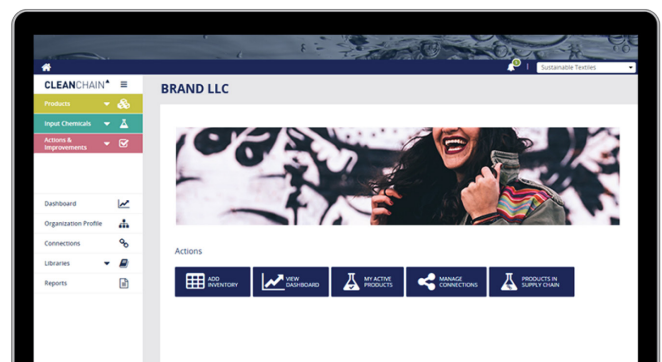 Sustainable Textiles
CLEANCHAIN
BRAND LLC
Products
Input Chemicals
Actions &
Improvements
Dashboard
Organization Profile
Connections
Libraries
Reports
Actions
ADD
INVENTORY
VIEW
DASHBOARD
MY ACTIVE
PRODUCTS
MANAGE
CONNECTIONS
PRODUCTS IN
SUPPLY CHAIN